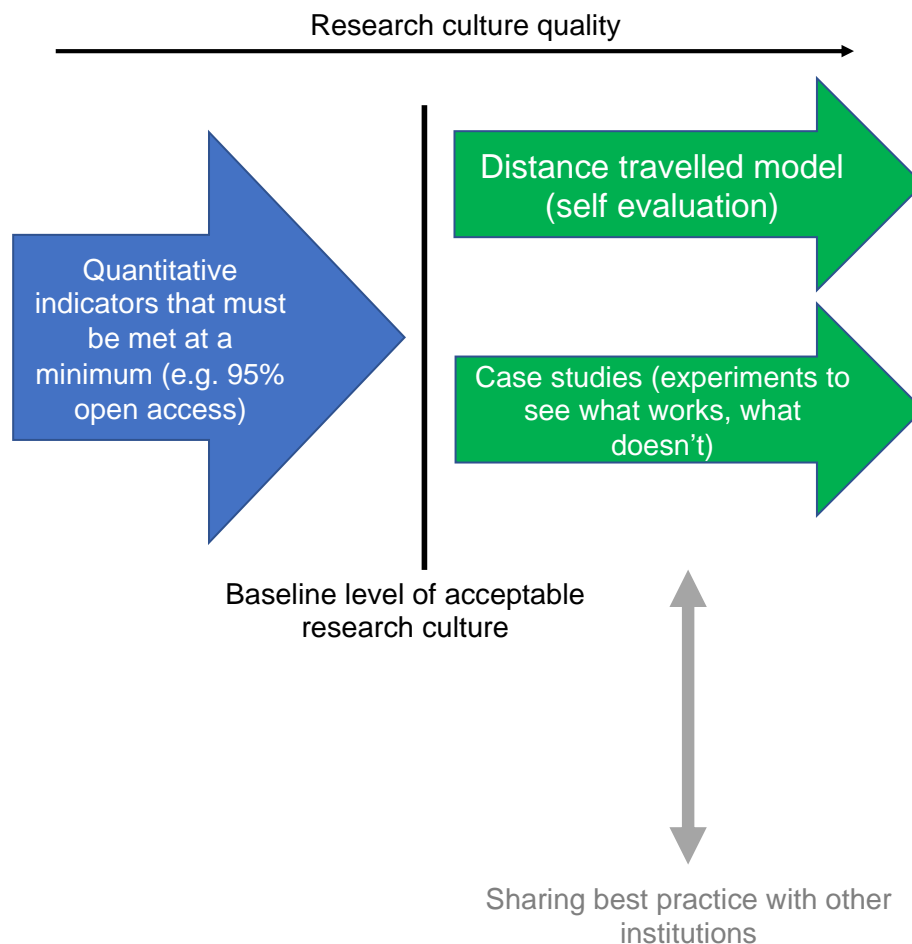 Research culture quality
Quantitative
indicators that must
be met at a
minimum (e.g. 95%
open access)
Distance travelled model
(self evaluation)
Case studies (experiments to
see what works, what
doesn’t)
Baseline level of acceptable
research culture
Sharing best practice with other
institutions